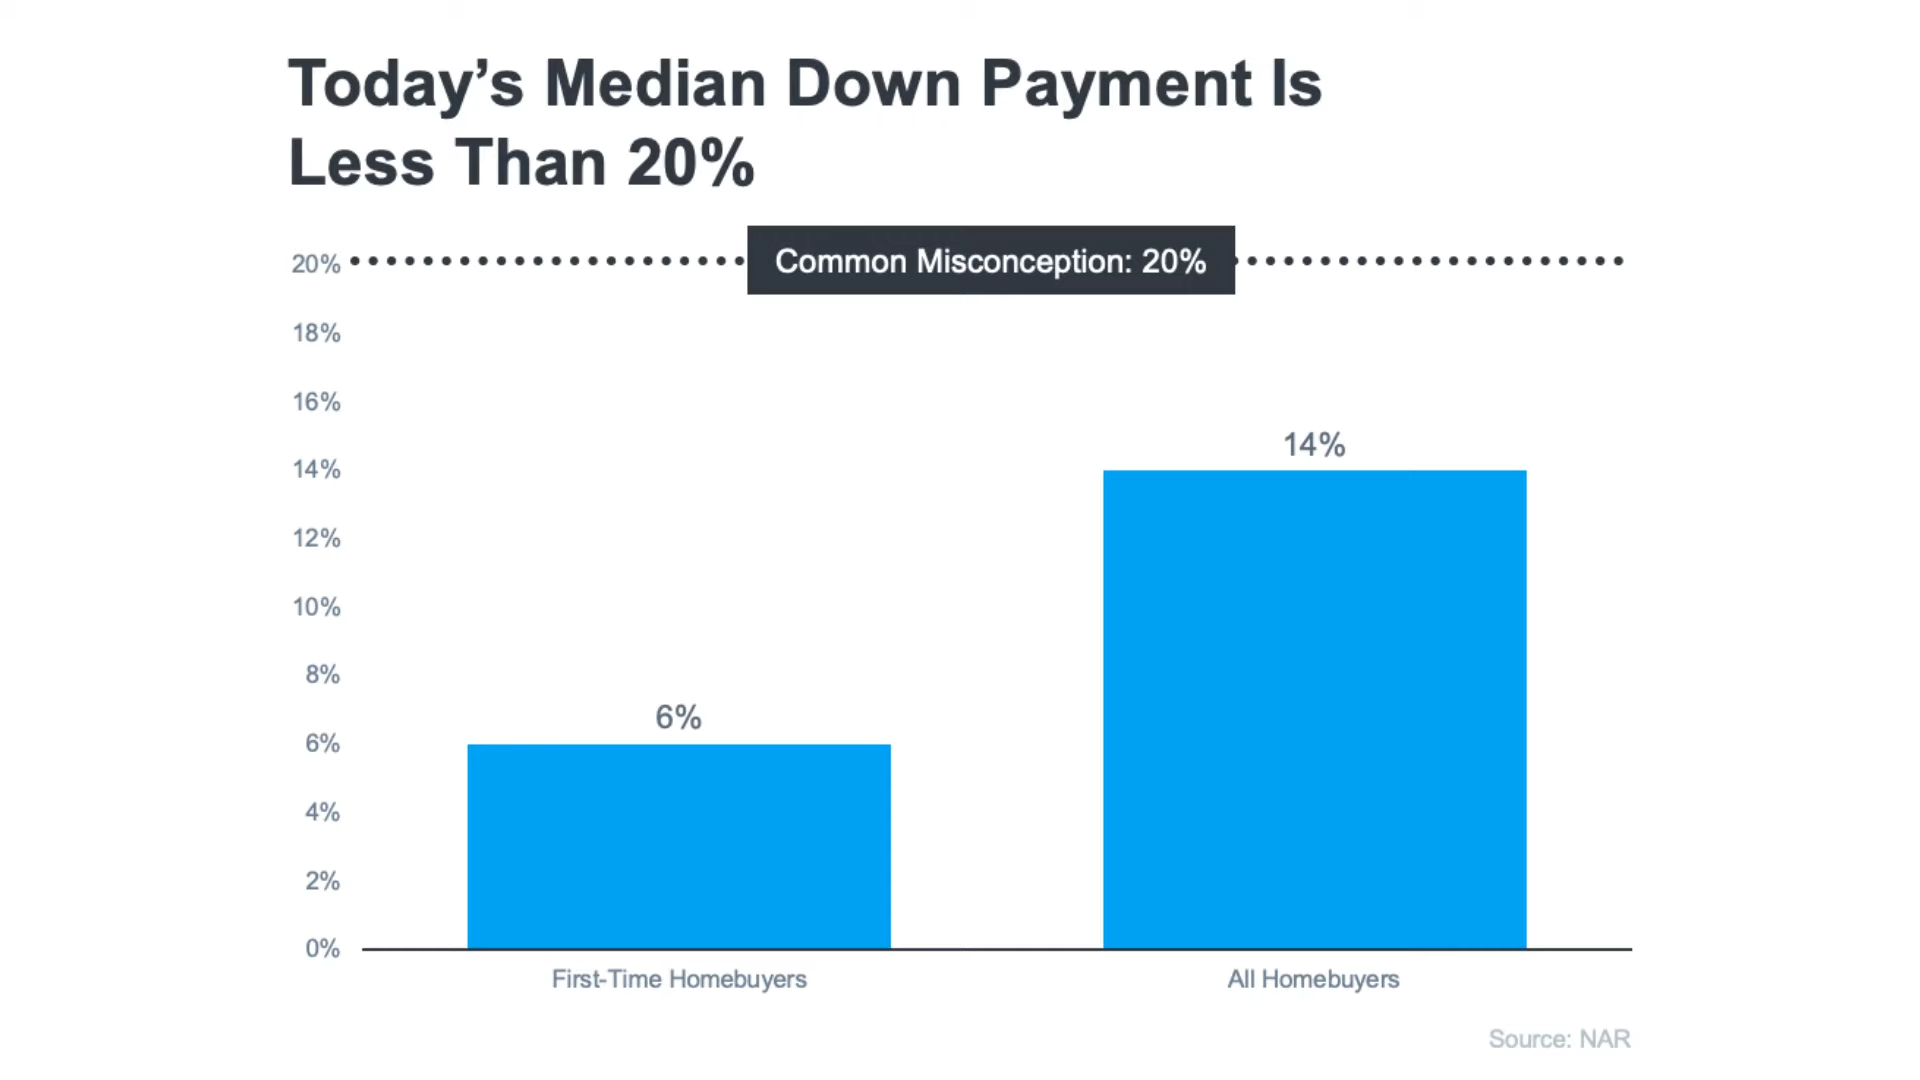 Today’s Median Down Payment Is
Less Than 20%
20%
Common Misconception: 20%
18%
16%
14%
14%
12%
10%
8%
6%
6%
4%
2%
0%
First-Time Homebuyers
All Homebuyers
Source: NAR